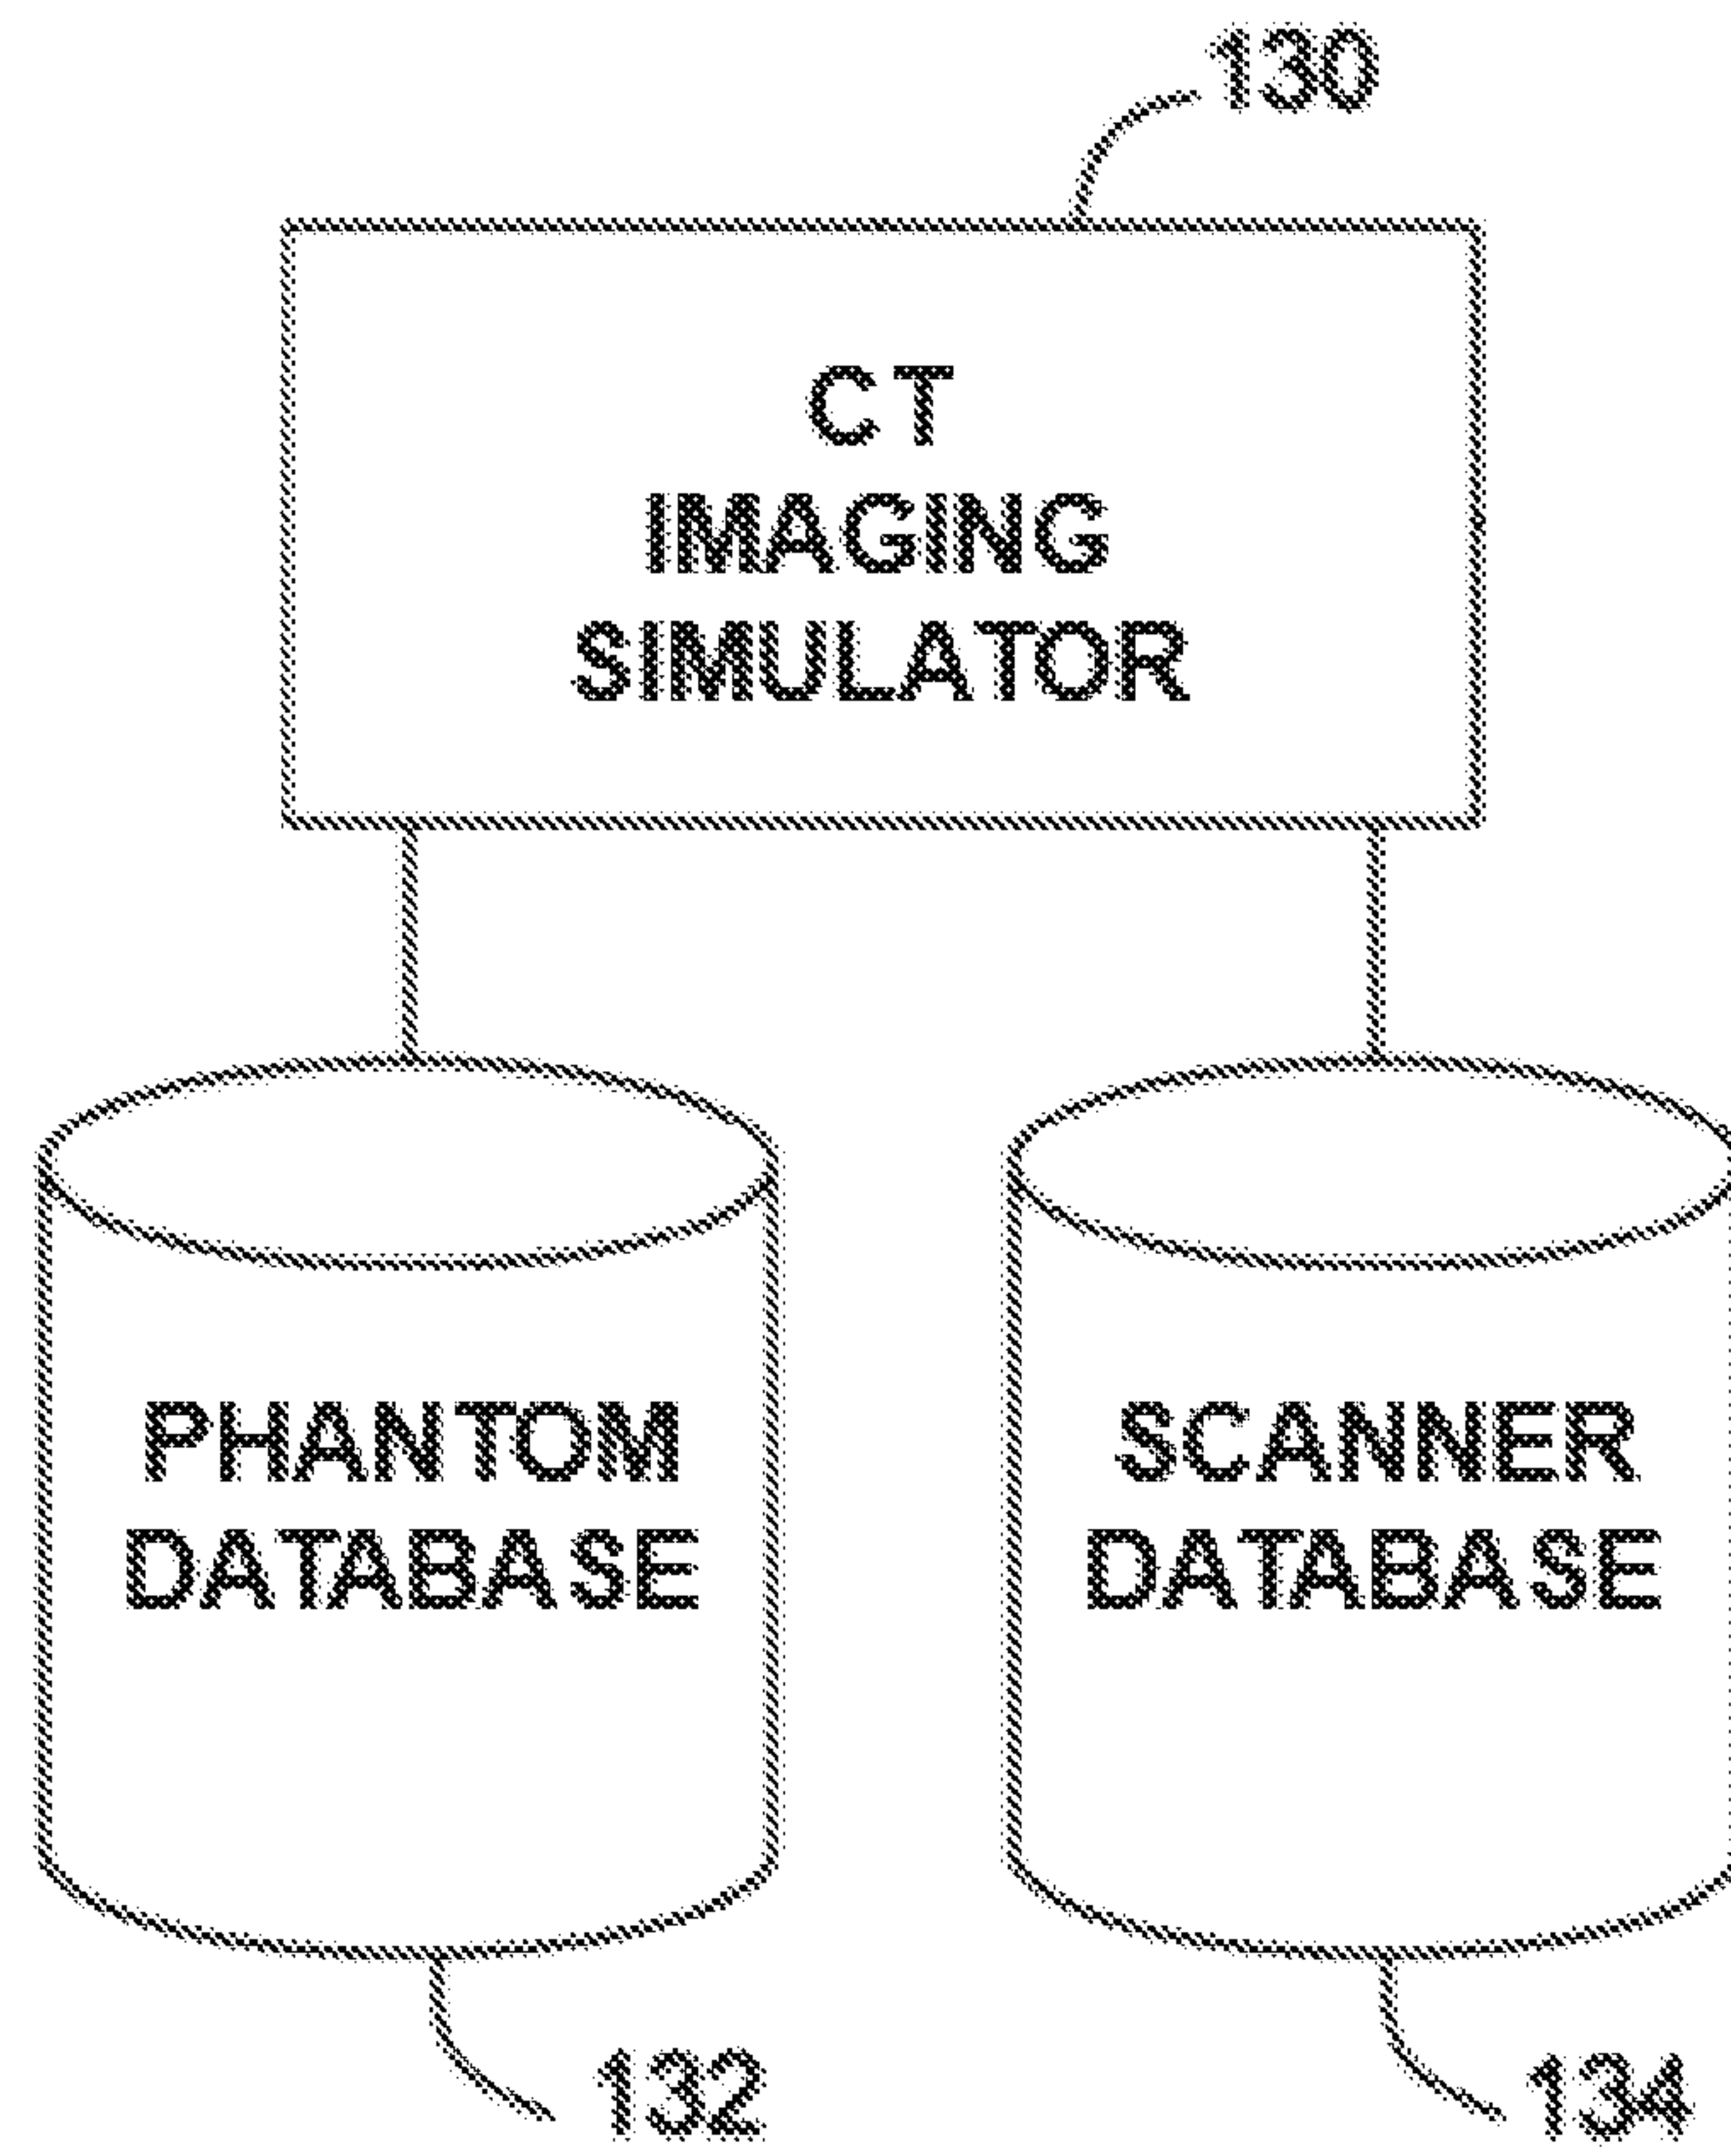 130
CT
IMAGING
SIMULATOR
PHANTOM
DATABASE
SCANNER
DATABASE
132
134